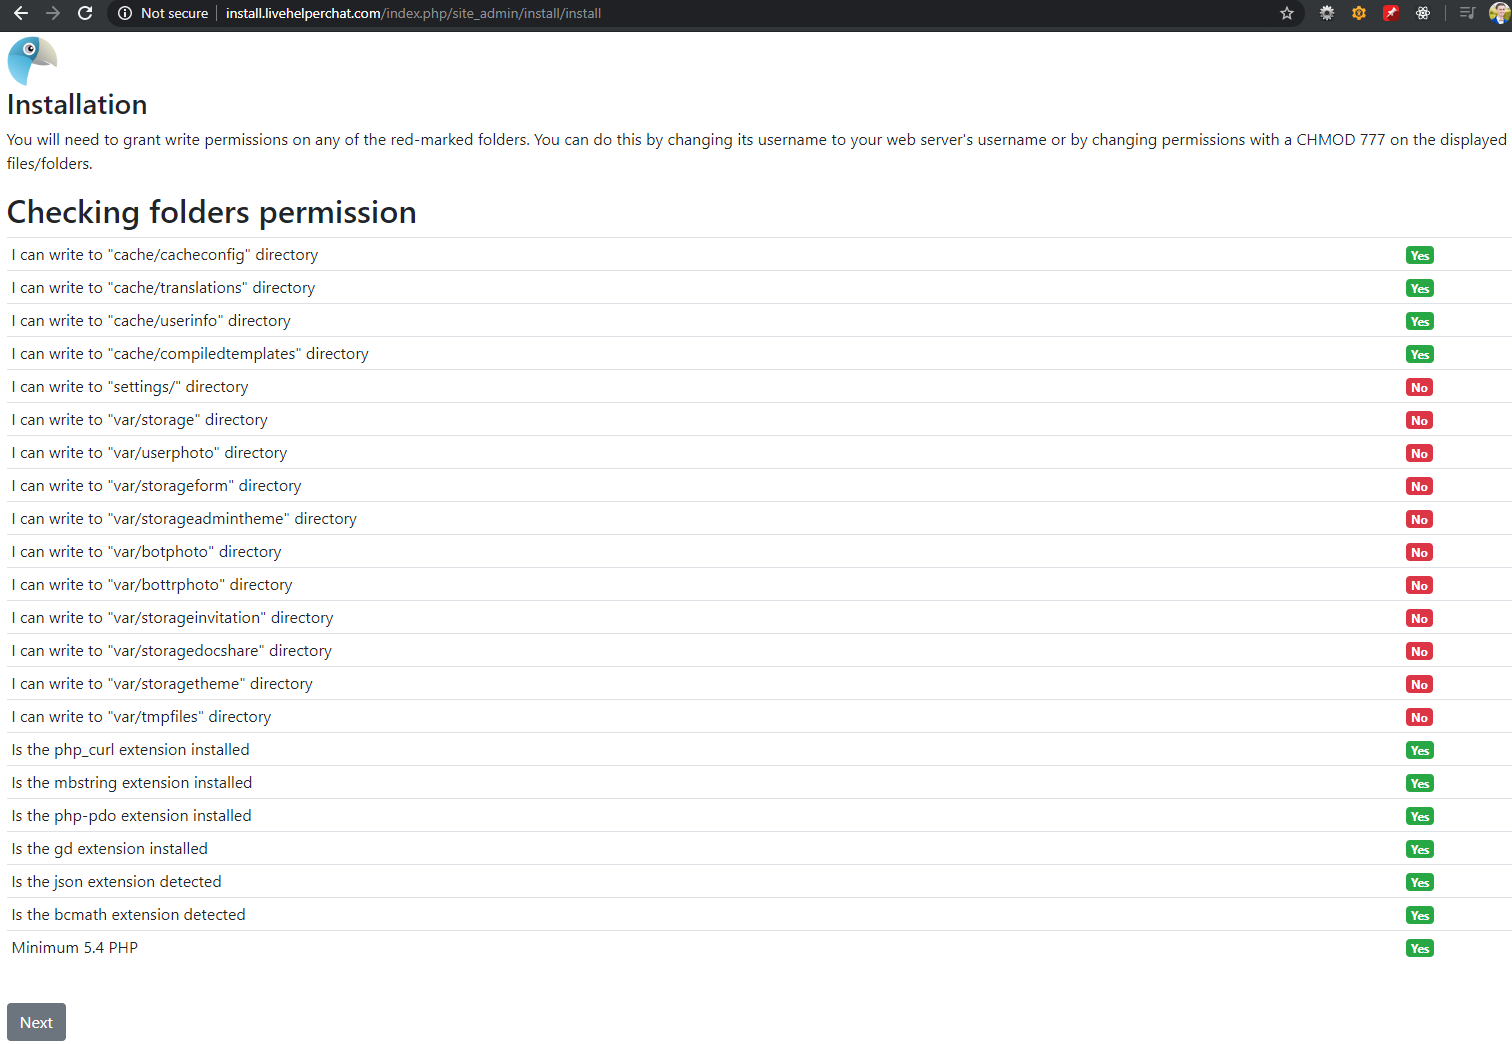 Not secure install.livehelperchat.com/index.php/site_admin/install/install
Installation
You will need to grant write permissions on any of the red-marked folders. You can do this by changing its username to your web server's username or by changing permissions with a CHMOD 777 on the displayed
files/folders.
Checking folders permission
I can write to "cache/cacheconfig" directory Yes
I can write to "cache/translations" directory Yes
I can write to "cache/userinfo" directory Yes
I can write to "cache/compiledtemplates" directory Yes
I can write to "settings/" directory No
I can write to "var/storage" directory No
I can write to "var/userphoto" directory No
I can write to "var/storageform" directory No
I can write to "var/storageadmintheme" directory No
I can write to "var/botphoto" directory No
I can write to "var/bottrphoto" directory No
I can write to "var/storageinvitation" directory No
I can write to "var/storagedocshare" directory No
I can write to "var/storagetheme" directory No
I can write to "var/tmpfiles" directory No
Is the php_curl extension installed Yes
Is the mbstring extension installed Yes
Is the php-pdo extension installed Yes
Is the gd extension installed Yes
Is the json extension detected Yes
Is the bcmath extension detected Yes
Minimum 5.4 PHP Yes
Next